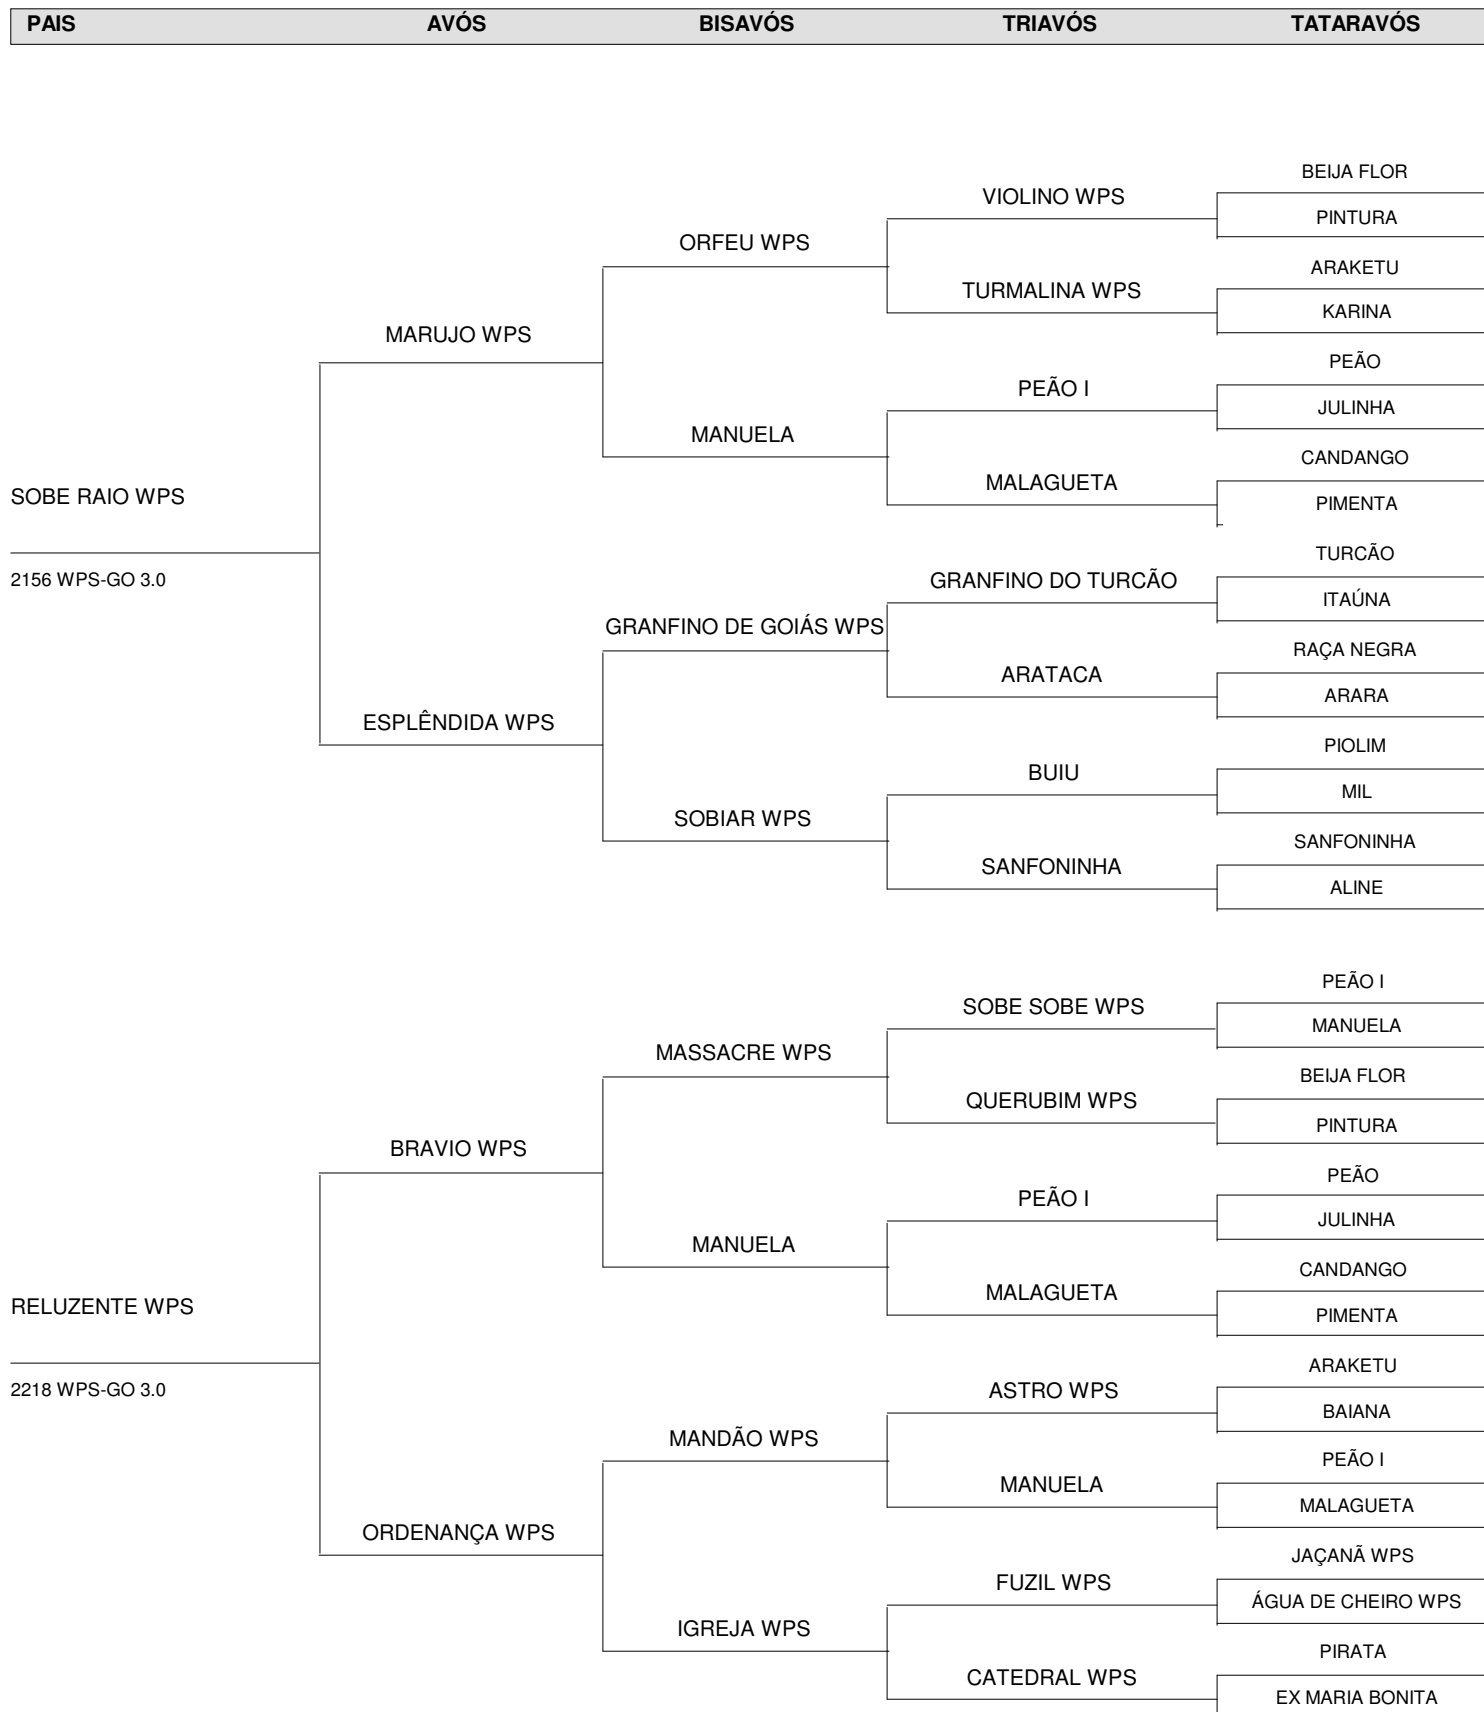 PAIS AVÓS BISAVÓS TRIAVÓS TATARAVÓS
BEIJA FLOR
VIOLINO WPS
PINTURA
ORFEU WPS
ARAKETU
TURMALINA WPS
KARINA
MARUJO WPS
PEÃO
PEÃO I
JULINHA
MANUELA
CANDANGO
MALAGUETA
SOBE RAIO WPS
PIMENTA
TURCÃO
2156 WPS-GO 3.0
GRANFINO DO TURCÃO
ITAÚNA
GRANFINO DE GOIÁS WPS
RAÇA NEGRA
ARATACA
ARARA
ESPLÊNDIDA WPS
PIOLIM
BUIU
MIL
SOBIAR WPS
SANFONINHA
SANFONINHA
ALINE
PEÃO I
SOBE SOBE WPS
MANUELA
MASSACRE WPS
BEIJA FLOR
QUERUBIM WPS
PINTURA
BRAVIO WPS
PEÃO
PEÃO I
JULINHA
MANUELA
CANDANGO
MALAGUETA
RELUZENTE WPS
PIMENTA
ARAKETU
2218 WPS-GO 3.0
ASTRO WPS
BAIANA
MANDÃO WPS
PEÃO I
MANUELA
MALAGUETA
ORDENANÇA WPS
JAÇANÃ WPS
FUZIL WPS
ÁGUA DE CHEIRO WPS
IGREJA WPS
PIRATA
CATEDRAL WPS
EX MARIA BONITA